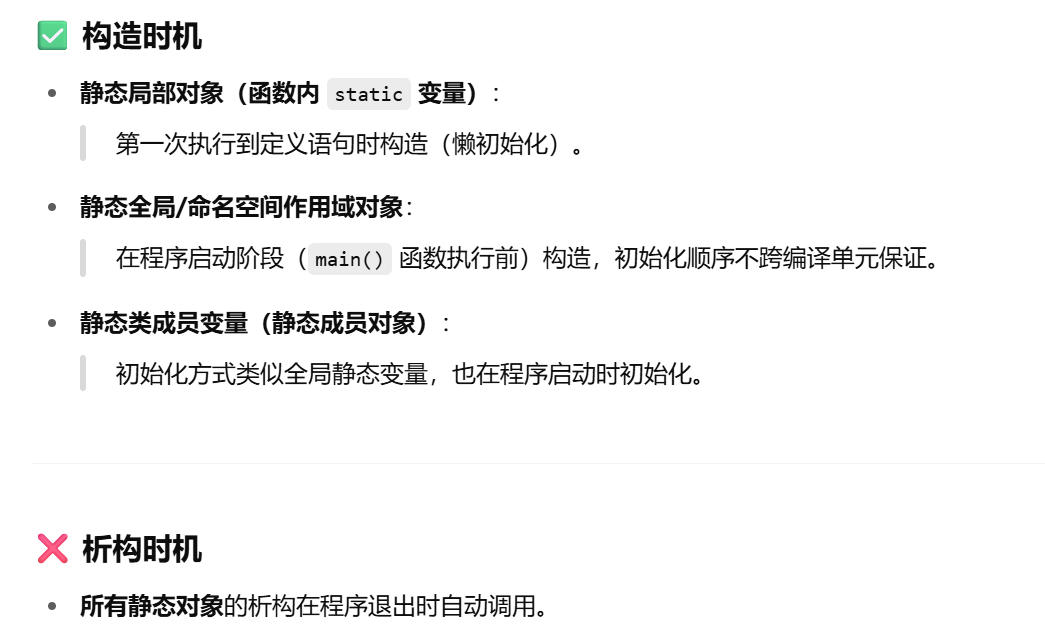 ✅ 构造时机
• 静态局部对象（函数内 static 变量）:
第一次执行到定义语句时构造（懒初始化）。
• 静态全局/命名空间作用域对象:
在程序启动阶段（main() 函数执行前）构造，初始化顺序不跨编译单元保证。
• 静态类成员变量（静态成员对象）:
初始化方式类似全局静态变量，也在程序启动时初始化。
❌ 析构时机
• 所有静态对象的析构在程序退出时自动调用。